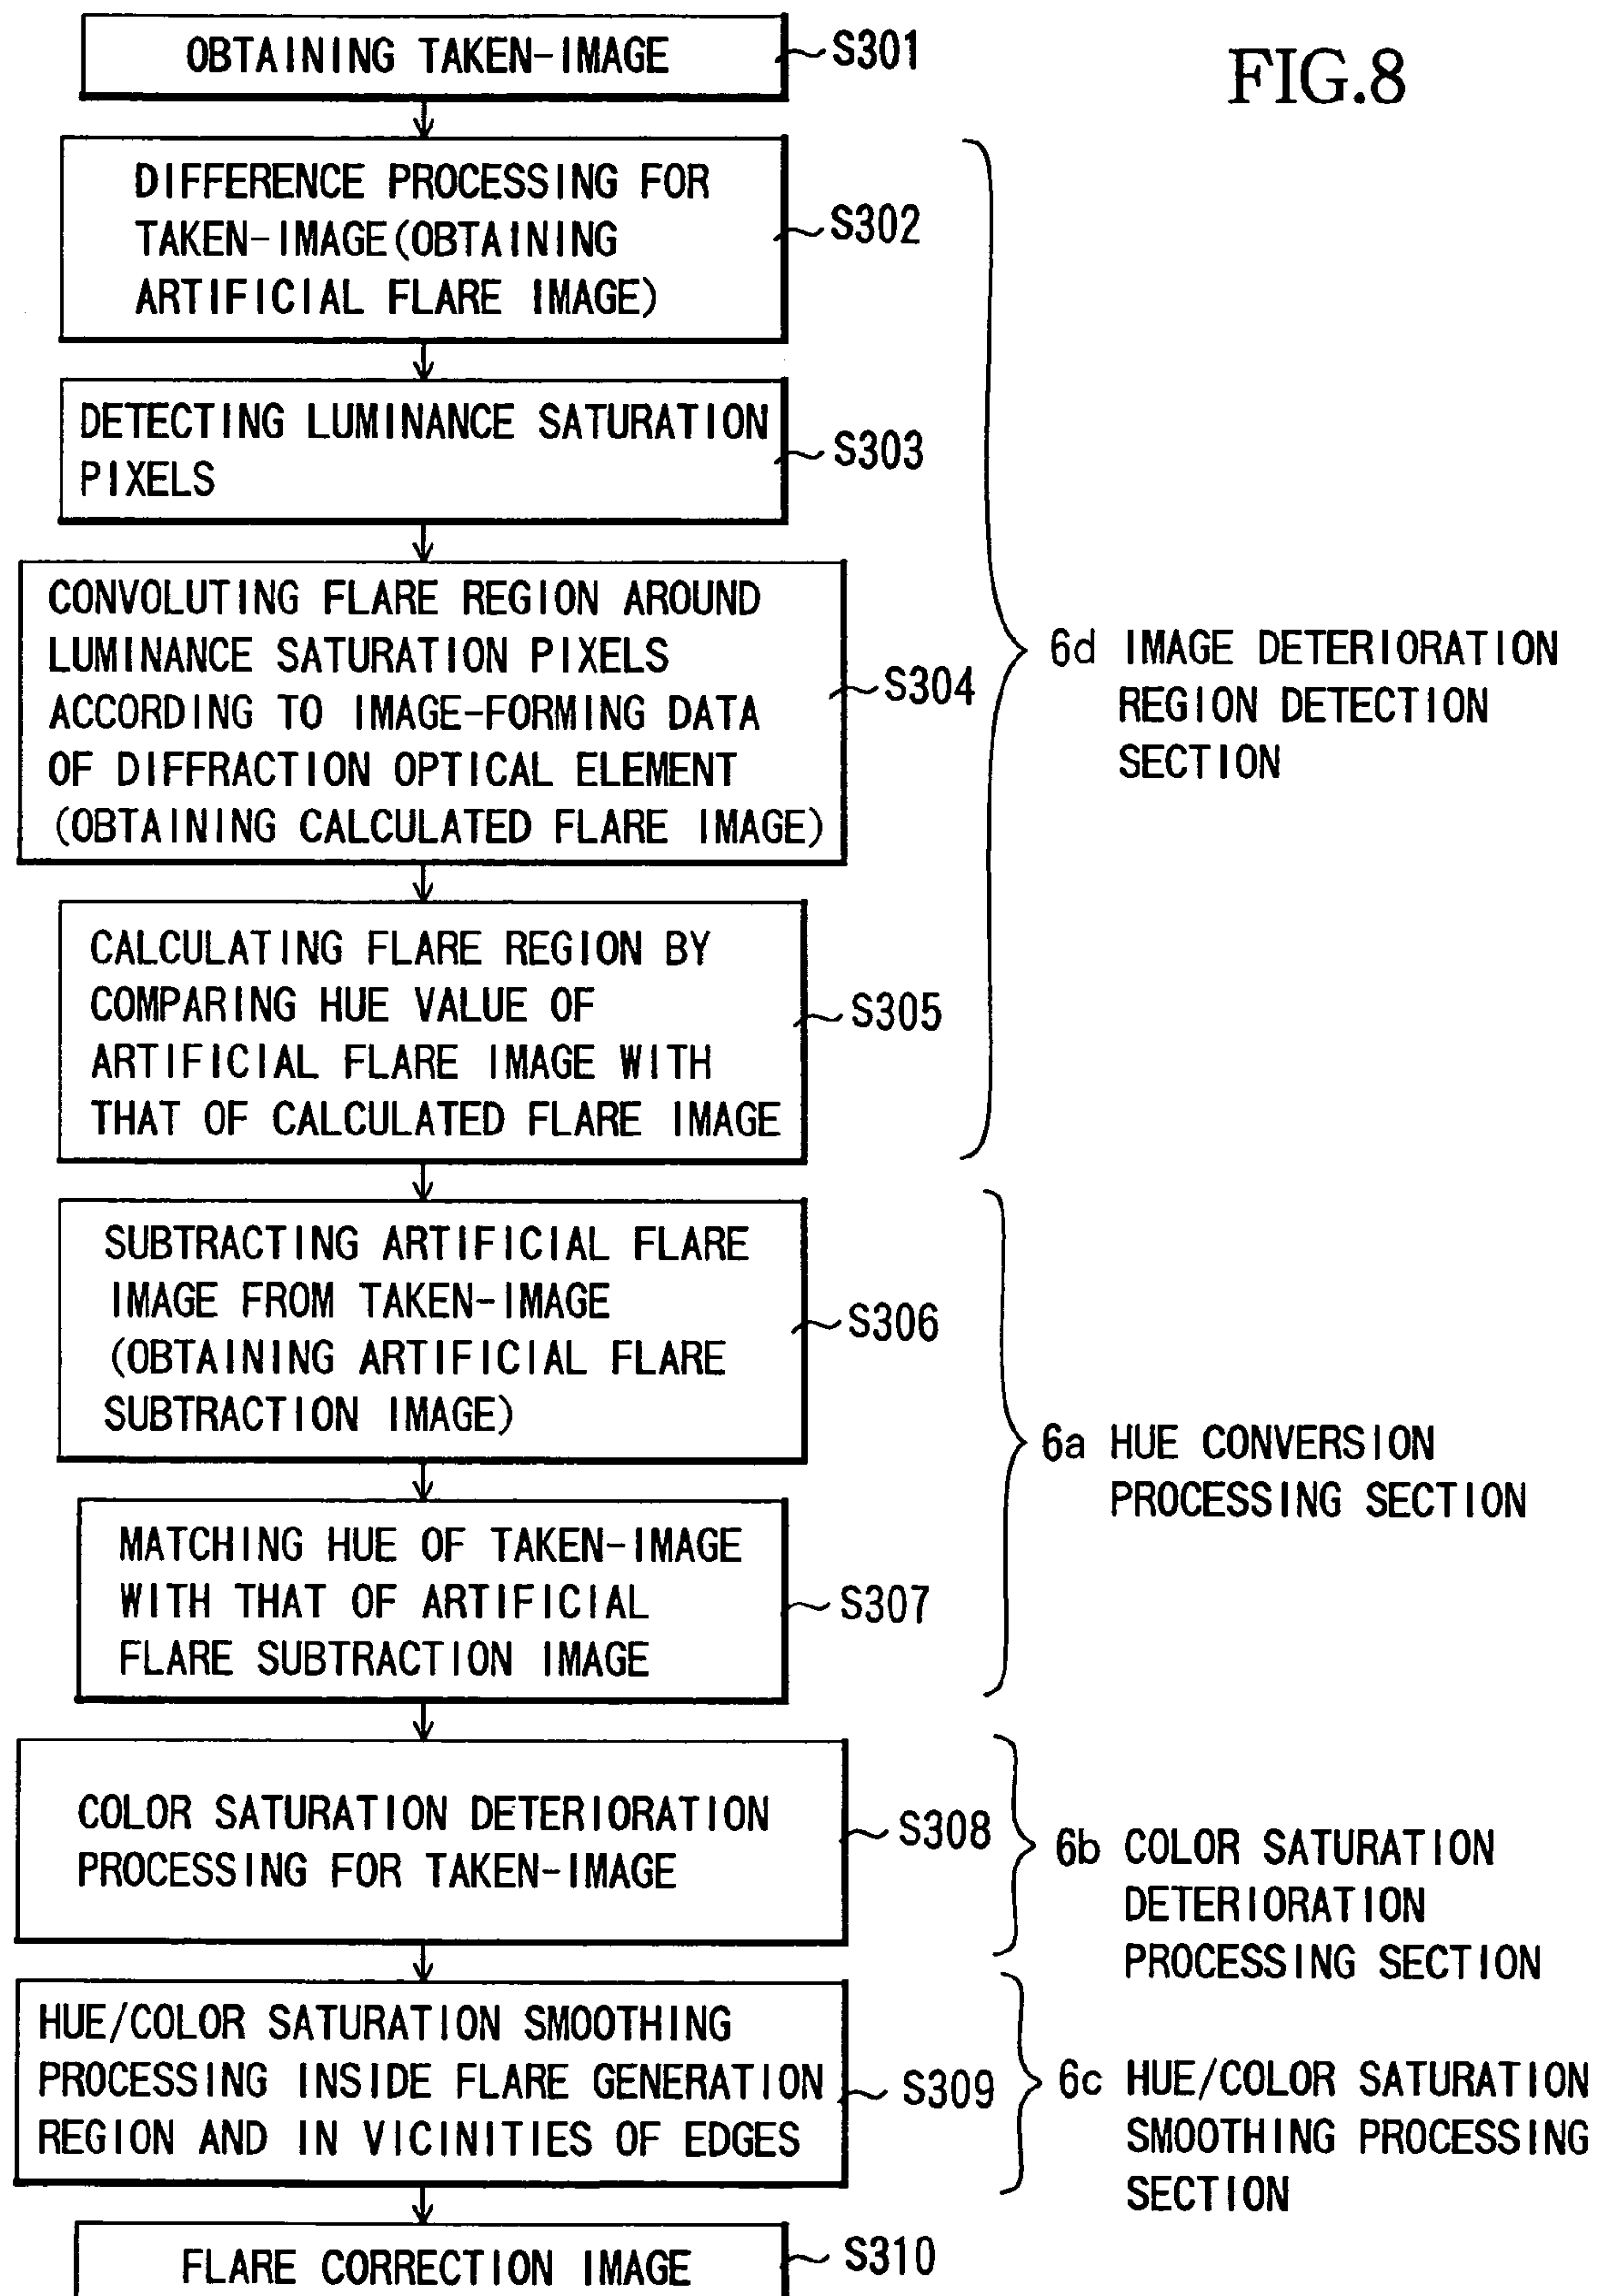 FIG.8
OBTAINING TAKEN-IMAGE
S301
DIFFERENCE PROCESSING FOR
TAKEN-IMAGE(OBTAINING
ARTIFICIAL FLARE IMAGE)
S302
DETECTING LUMINANCE SATURATION
PIXELS
S303
CONVOLUTING FLARE REGION AROUND
LUMINANCE SATURATION PIXELS
ACCORDING TO IMAGE-FORMING DATA
OF DIFFRACTION OPTICAL ELEMENT
(OBTAINING CALCULATED FLARE IMAGE)
S304
CALCULATING FLARE REGION BY
COMPARING HUE VALUE OF
ARTIFICIAL FLARE IMAGE WITH
THAT OF CALCULATED FLARE IMAGE
S305
6d IMAGE DETERIORATION
REGION DETECTION
SECTION
SUBTRACTING ARTIFICIAL FLARE
IMAGE FROM TAKEN-IMAGE
(OBTAINING ARTIFICIAL FLARE
SUBTRACTION IMAGE)
S306
MATCHING HUE OF TAKEN-IMAGE
WITH THAT OF ARTIFICIAL
FLARE SUBTRACTION IMAGE
S307
6a HUE CONVERSION
PROCESSING SECTION
COLOR SATURATION DETERIORATION
PROCESSING FOR TAKEN-IMAGE
S308
6b COLOR SATURATION
DETERIORATION
PROCESSING SECTION
HUE/COLOR SATURATION SMOOTHING
PROCESSING INSIDE FLARE GENERATION
REGION AND IN VICINITIES OF EDGES
S309
6c HUE/COLOR SATURATION
SMOOTHING PROCESSING
SECTION
FLARE CORRECTION IMAGE
S310